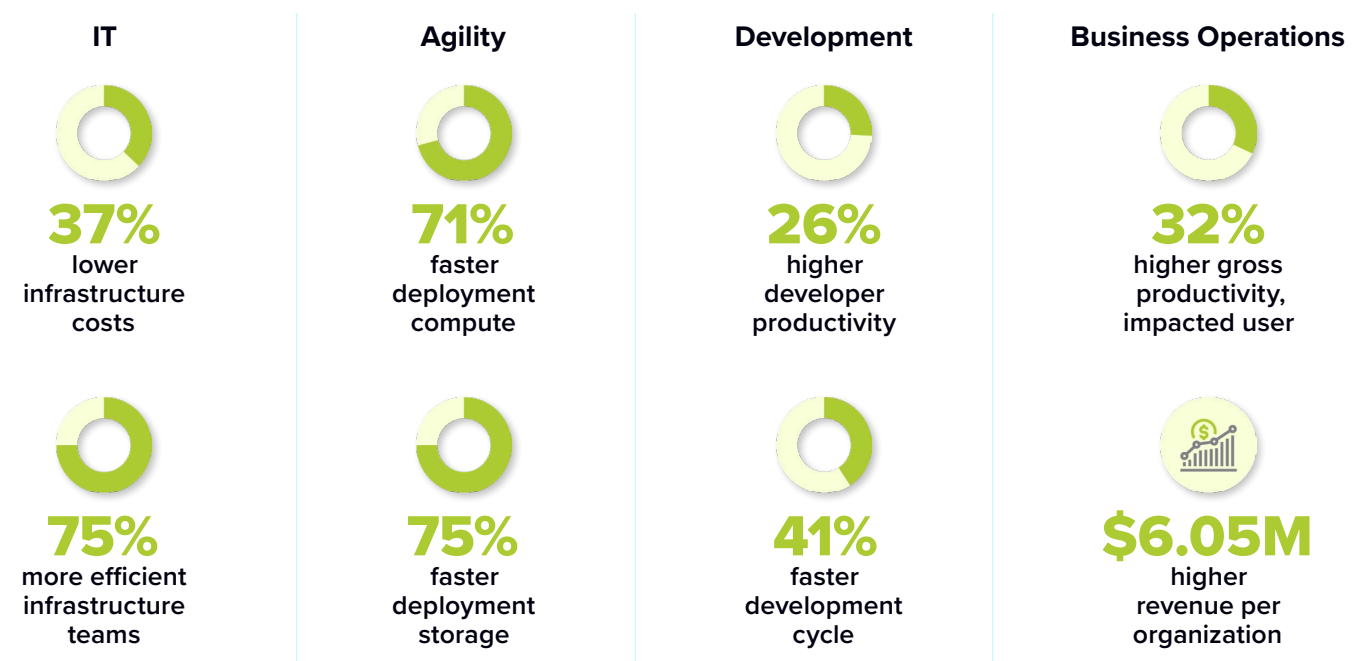 IT
37%
lower
infrastructure
costs
75%
more efficient
infrastructure
teams
Agility
71%
faster
deployment
compute
75%
faster
deployment
storage
Development
26%
higher
developer
productivity
41%
faster
development
cycle
Business Operations
32%
higher gross
productivity,
impacted user
$
$6.05M
higher
revenue per
organization